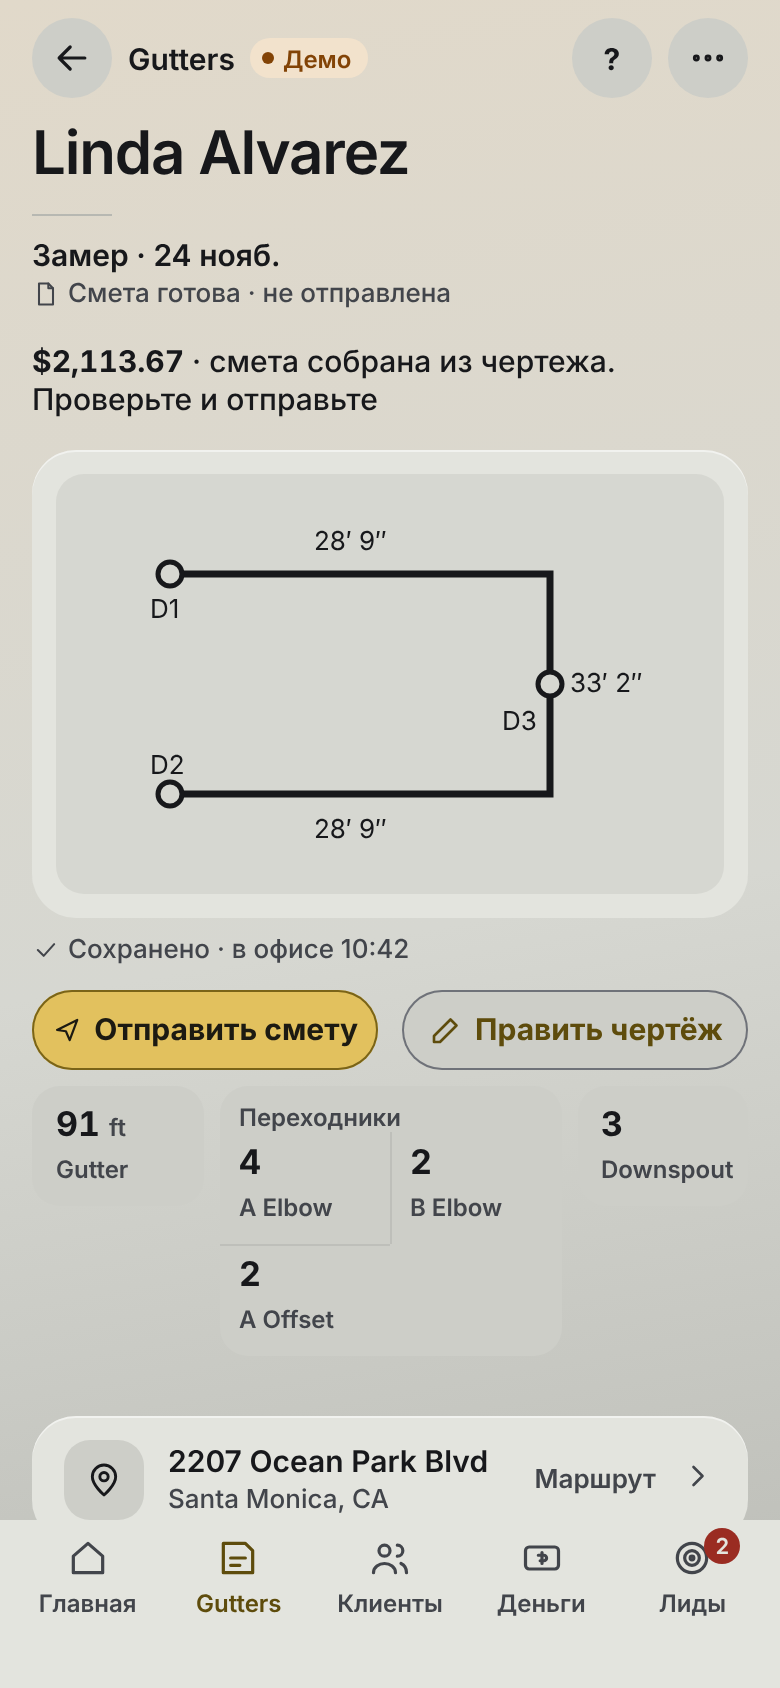 Gutters
Демо
?
Linda Alvarez
Замер · 24 нояб.
Смета готова · не отправлена
$2,113.67 · смета собрана из чертежа.
Проверьте и отправьте
28′ 9″
D1
33′ 2″
D3
D2
28′ 9″
Сохранено · в офисе 10:42
Отправить смету
Править чертёж
91 ft
Gutter
Переходники
4
A Elbow
2
B Elbow
2
A Offset
3
Downspout
2207 Ocean Park Blvd
Santa Monica, CA
Маршрут
Главная
Gutters
Клиенты
Деньги
2
Лиды